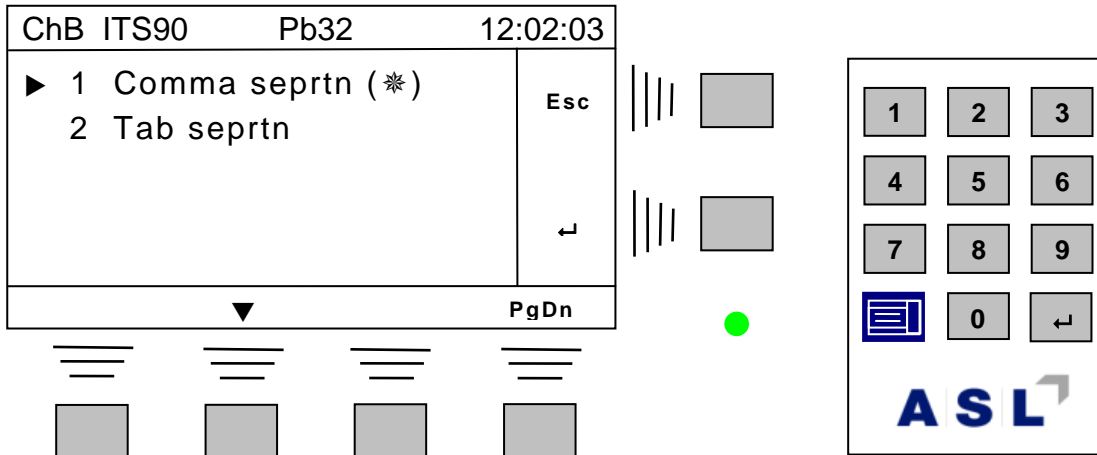 ChB ITS90 Pb32 12:02:03
▶ 1 Comma seprtn (✵)
2 Tab seprtn
Esc
↵
▼ PgDn
1 2 3
4 5 6
7 8 9
0 ↵
ASL